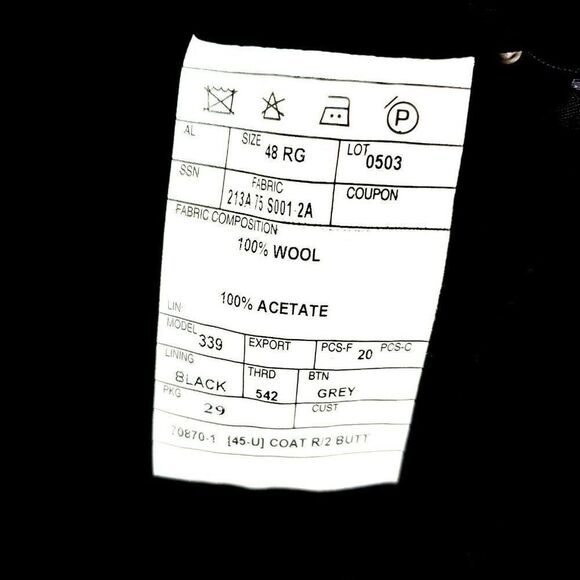 P
AL SIZE 48 RG LOT 0503
SSN FABRIC 213A 75 S001-2A COUPON
FABRIC COMPOSITION
100% WOOL
LIN: 100% ACETATE
MODEL 339 EXPORT PCS-F 20 PCS-C
LINING BLACK THRD 542 BTN GREY
PKG 29 CUST
70870-1 [45-U] COAT R/2 BUTT